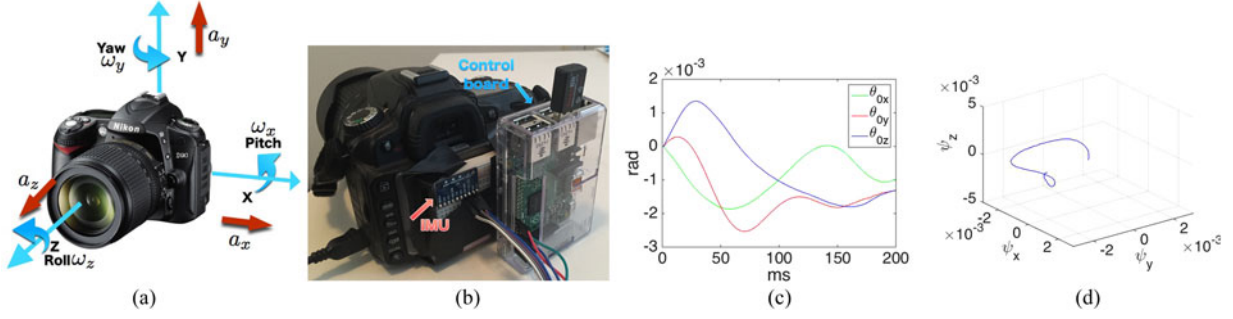 Yaw
ω_y
Y
a_y
Nikon
D90
ω_x
Pitch
X
a_x
a_z
Z
Roll ω_z
(a)
Control
board
IMU
(b)
×10⁻³
2
1
0
-1
-2
-3
rad
0
50
100
150
200
ms
θ_0x
θ_0y
θ_0z
(c)
×10⁻³
5
0
-5
ψ_z
-2
0
2
×10⁻³
ψ_x
-2
0
2
×10⁻³
ψ_y
(d)